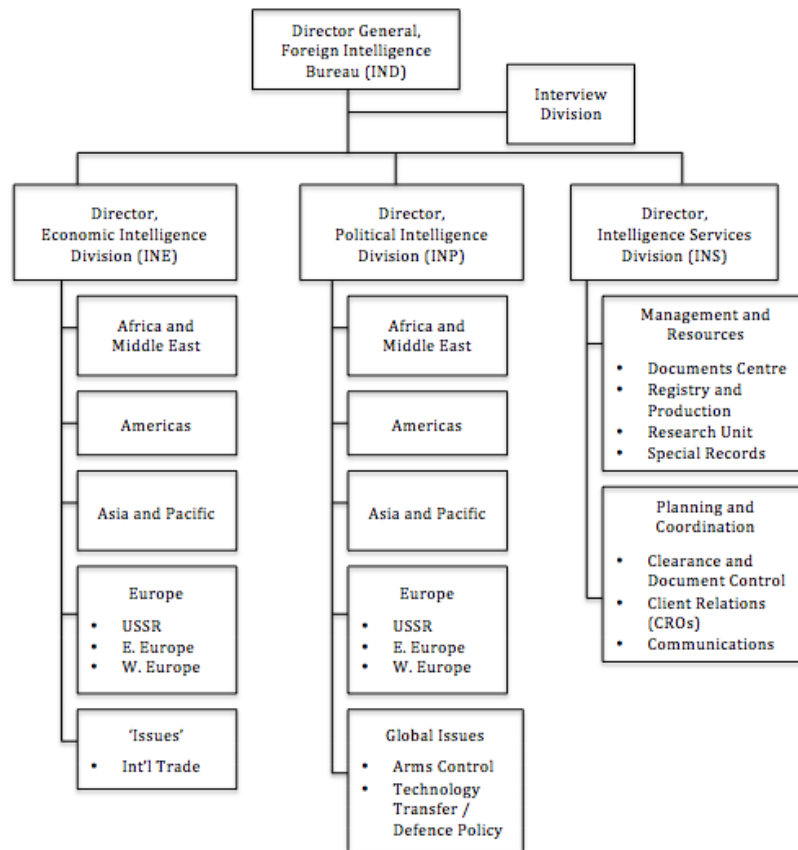 Director General,
Foreign Intelligence
Bureau (IND)
Interview
Division
Director,
Economic Intelligence
Division (INE)
Africa and
Middle East
Americas
Asia and Pacific
Europe
• USSR
• E. Europe
• W. Europe
‘Issues’
• Int’l Trade
Director,
Political Intelligence
Division (INP)
Africa and
Middle East
Americas
Asia and Pacific
Europe
• USSR
• E. Europe
• W. Europe
Global Issues
• Arms Control
• Technology
Transfer /
Defence Policy
Director,
Intelligence Services
Division (INS)
Management and
Resources
• Documents Centre
• Registry and
Production
• Research Unit
• Special Records
Planning and
Coordination
• Clearance and
Document Control
• Client Relations
(CROs)
• Communications